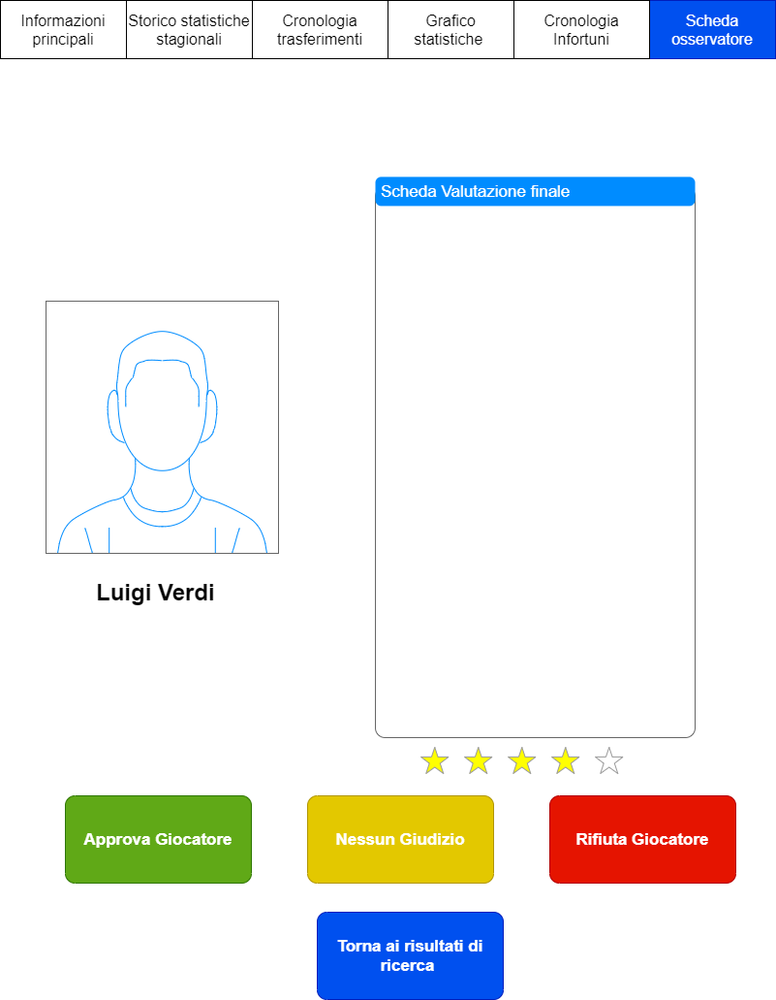 Informazioni
principali
Storico statistiche
stagionali
Cronologia
trasferimenti
Grafico
statistiche
Cronologia
Infortuni
Scheda
osservatore
Scheda Valutazione finale
Luigi Verdi
Approva Giocatore
Nessun Giudizio
Rifiuta Giocatore
Torna ai risultati di
ricerca